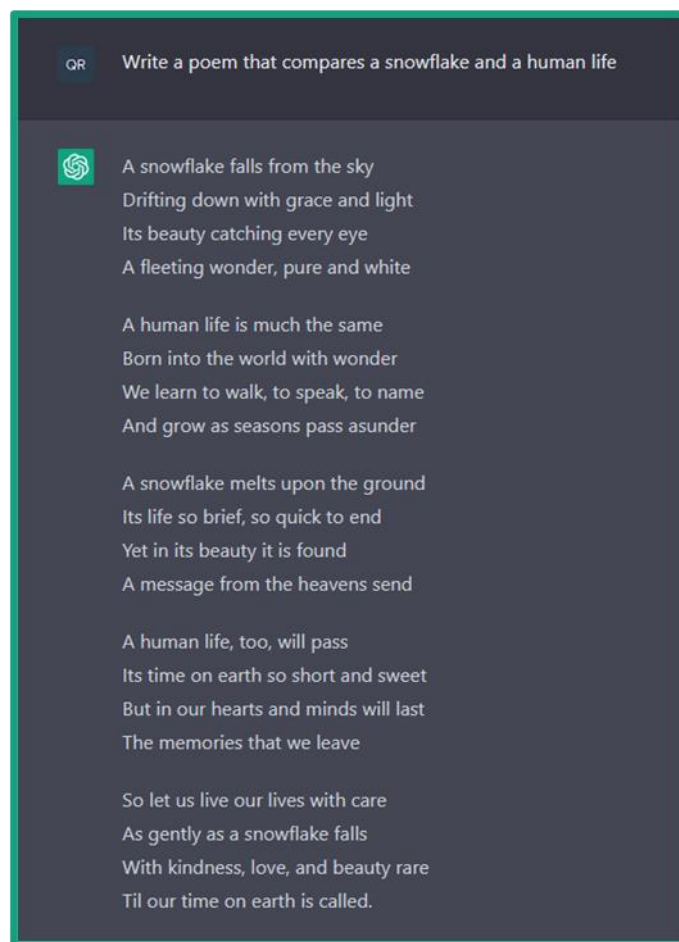 QR
Write a poem that compares a snowflake and a human life
A snowflake falls from the sky
Drifting down with grace and light
Its beauty catching every eye
A fleeting wonder, pure and white
A human life is much the same
Born into the world with wonder
We learn to walk, to speak, to name
And grow as seasons pass asunder
A snowflake melts upon the ground
Its life so brief, so quick to end
Yet in its beauty it is found
A message from the heavens send
A human life, too, will pass
Its time on earth so short and sweet
But in our hearts and minds will last
The memories that we leave
So let us live our lives with care
As gently as a snowflake falls
With kindness, love, and beauty rare
Til our time on earth is called.